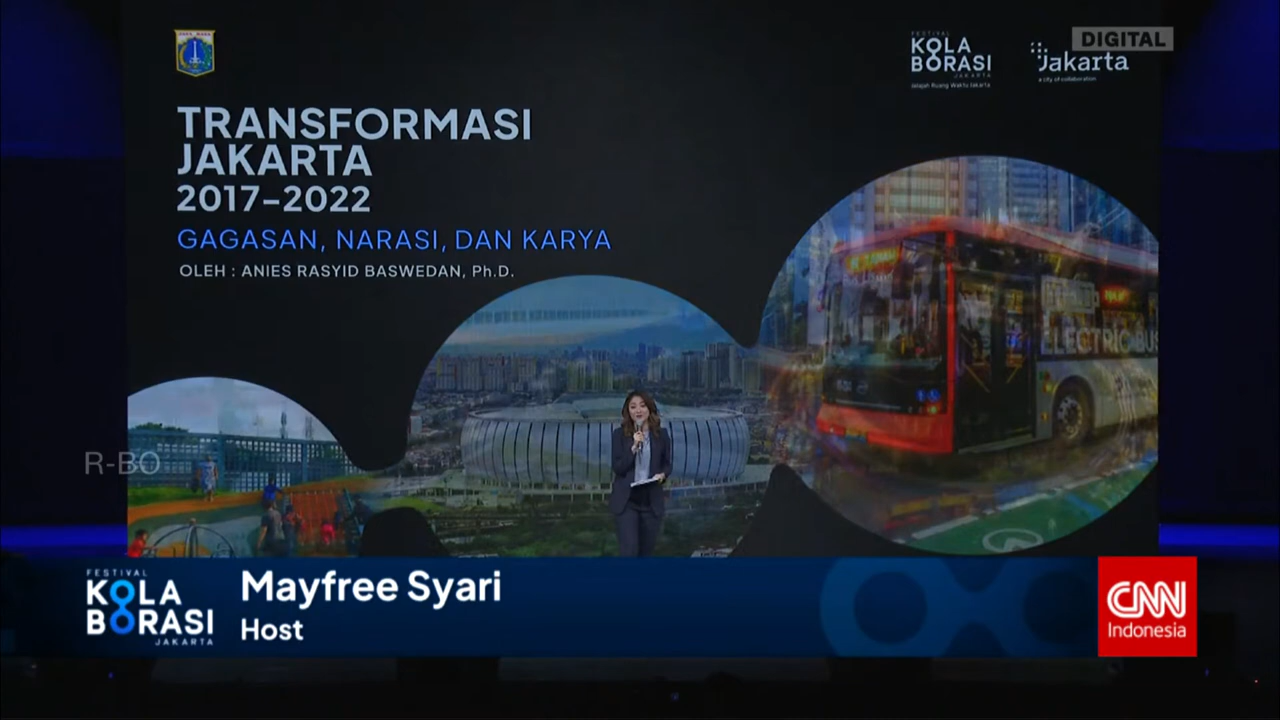 DIGITAL
FESTIVAL
KOLA
BORASI
JAKARTA
Jelajah Ruang Waktu Jakarta
Jakarta
a city of collaboration
TRANSFORMASI
JAKARTA
2017-2022
GAGASAN, NARASI, DAN KARYA
OLEH : ANIES RASYID BASWEDAN, Ph.D.
ELECTRIC BUS
R-BO
FESTIVAL
KOLA
BORASI
JAKARTA
Mayfree Syari
Host
CNN
Indonesia